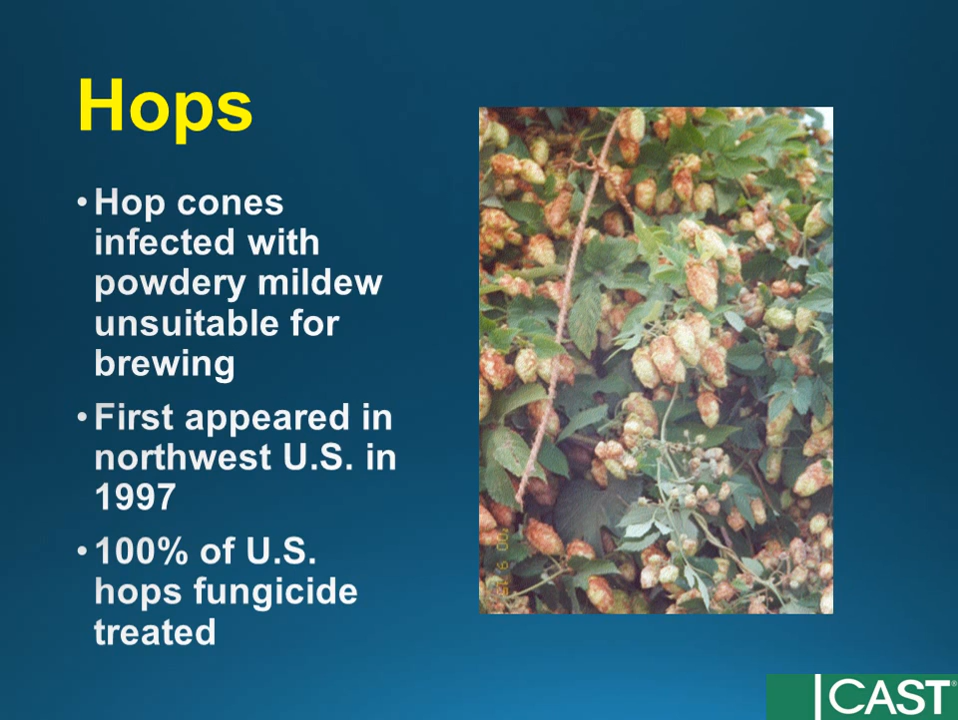 Hops
• Hop cones
infected with
powdery mildew
unsuitable for
brewing
• First appeared in
northwest U.S. in
1997
• 100% of U.S.
hops fungicide
treated
CAST®